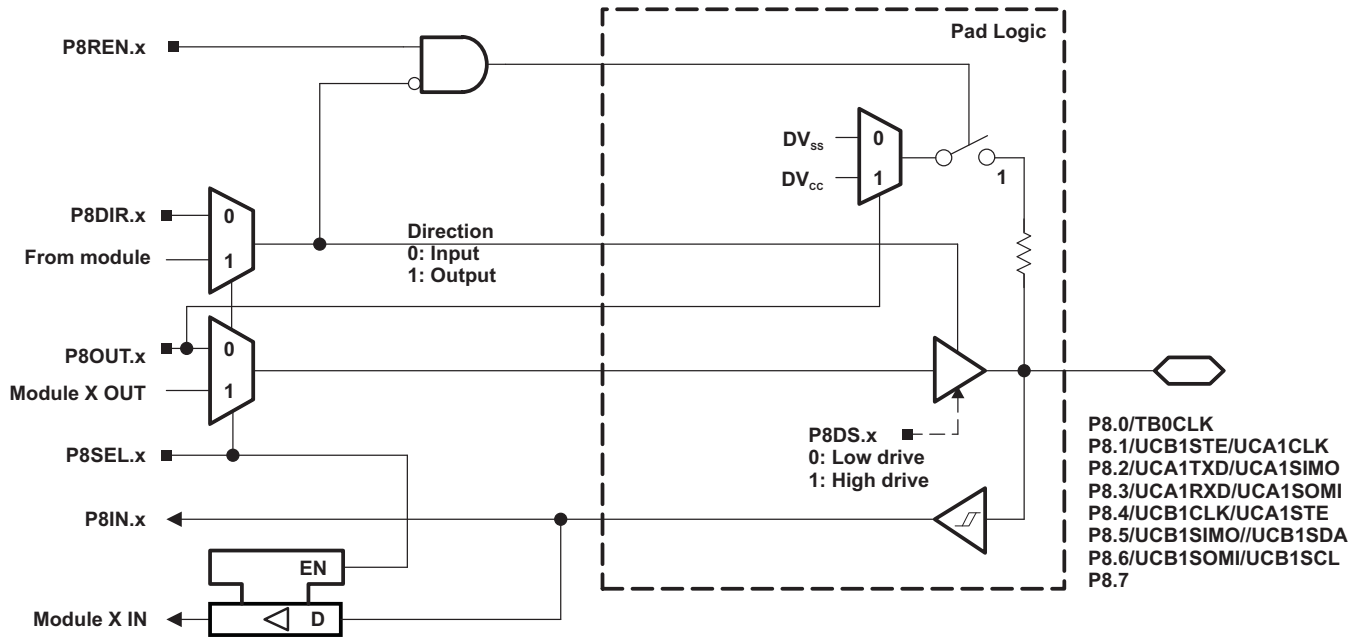 Pad Logic
P8REN.x
DVss
0
DVcc
1
1
P8DIR.x
0
From module
1
Direction
0: Input
1: Output
P8OUT.x
0
Module X OUT
1
P8DS.x
0: Low drive
1: High drive
P8SEL.x
P8IN.x
EN
Module X IN
D
P8.0/TB0CLK
P8.1/UCB1STE/UCA1CLK
P8.2/UCA1TXD/UCA1SIMO
P8.3/UCA1RXD/UCA1SOMI
P8.4/UCB1CLK/UCA1STE
P8.5/UCB1SIMO//UCB1SDA
P8.6/UCB1SOMI/UCB1SCL
P8.7